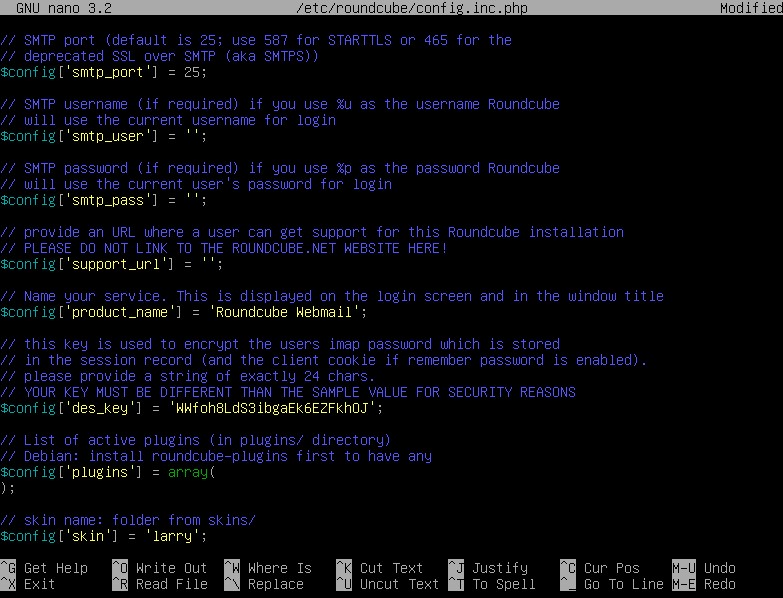 GNU nano 3.2 /etc/roundcube/config.inc.php Modified
// SMTP port (default is 25; use 587 for STARTTLS or 465 for the
// deprecated SSL over SMTP (aka SMTPS))
$config['smtp_port'] = 25;
// SMTP username (if required) if you use %u as the username Roundcube
// will use the current username for login
$config['smtp_user'] = '';
// SMTP password (if required) if you use %p as the password Roundcube
// will use the current user's password for login
$config['smtp_pass'] = '';
// provide an URL where a user can get support for this Roundcube installation
// PLEASE DO NOT LINK TO THE ROUNDCUBE.NET WEBSITE HERE!
$config['support_url'] = '';
// Name your service. This is displayed on the login screen and in the window title
$config['product_name'] = 'Roundcube Webmail';
// this key is used to encrypt the users imap password which is stored
// in the session record (and the client cookie if remember password is enabled).
// please provide a string of exactly 24 chars.
// YOUR KEY MUST BE DIFFERENT THAN THE SAMPLE VALUE FOR SECURITY REASONS
$config['des_key'] = 'WWfoh8LdS3ibgaEk6EZFkhOJ';
// List of active plugins (in plugins/ directory)
// Debian: install roundcube-plugins first to have any
$config['plugins'] = array(
);
// skin name: folder from skins/
$config['skin'] = 'larry';
^G Get Help ^O Write Out ^W Where Is ^K Cut Text ^J Justify ^C Cur Pos M-U Undo
^X Exit ^R Read File ^\ Replace ^U Uncut Text ^T To Spell ^_ Go To Line M-E Redo